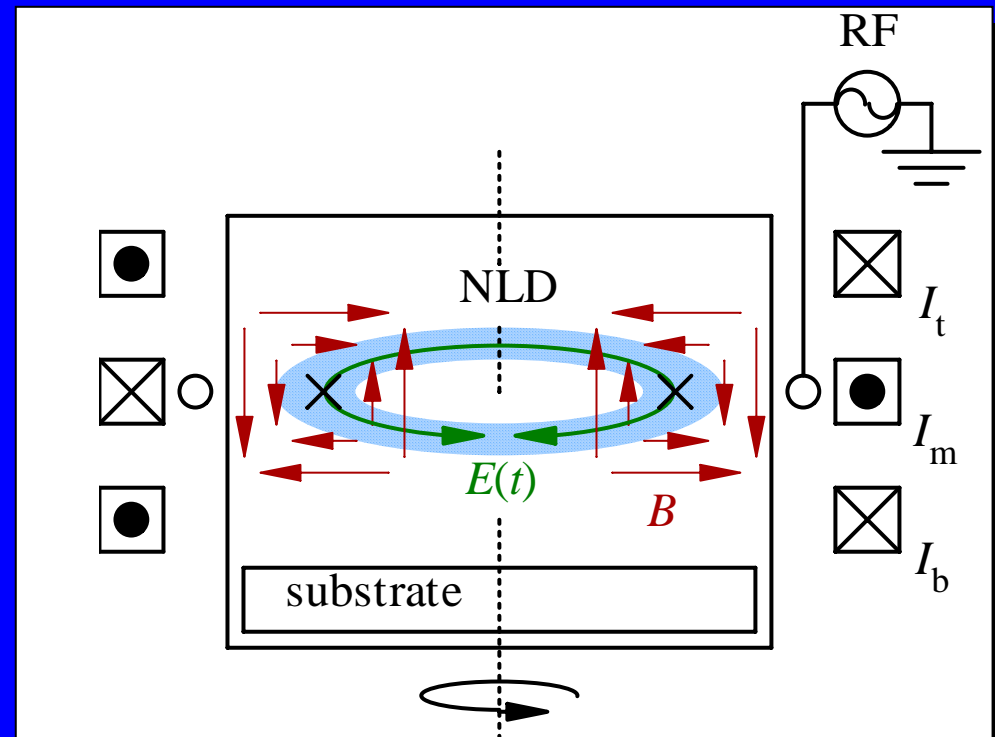 RF
NLD
I_t
I_m
E(t)
B
I_b
substrate